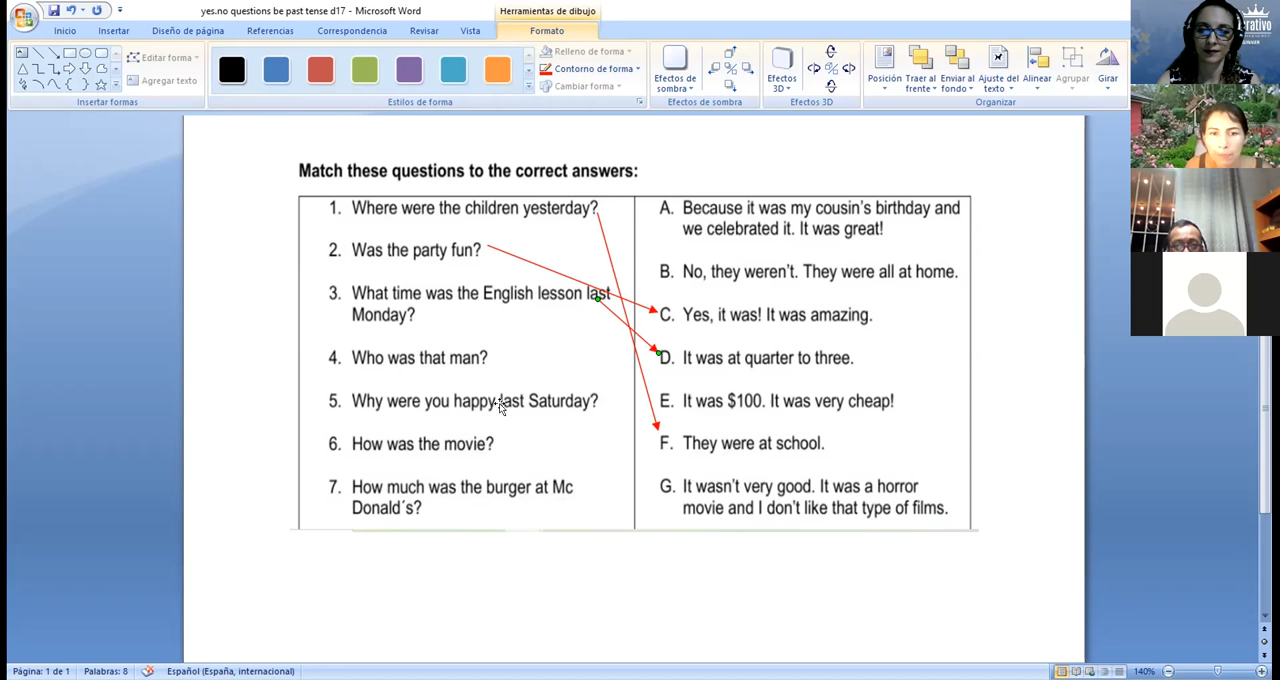 yes.no questions be past tense d17 - Microsoft Word
Herramientas de dibujo
Inicio
Insertar
Diseño de página
Referencias
Correspondencia
Revisar
Vista
Formato
Editar forma
Agregar texto
Insertar formas
Estilos de forma
Relleno de forma
Contorno de forma
Cambiar forma
Efectos de sombra
Efectos de sombra
Efectos 3D
Efectos 3D
Posición
Traer al frente
Enviar al fondo
Ajuste del texto
Alinear
Agrupar
Girar
Organizar
Match these questions to the correct answers:
1. Where were the children yesterday?
2. Was the party fun?
3. What time was the English lesson last
Monday?
4. Who was that man?
5. Why were you happy last Saturday?
6. How was the movie?
7. How much was the burger at Mc
Donald´s?
A. Because it was my cousin's birthday and
we celebrated it. It was great!
B. No, they weren't. They were all at home.
C. Yes, it was! It was amazing.
D. It was at quarter to three.
E. It was $100. It was very cheap!
F. They were at school.
G. It wasn't very good. It was a horror
movie and I don't like that type of films.
Página: 1 de 1
Palabras: 8
Español (España, internacional)
140%